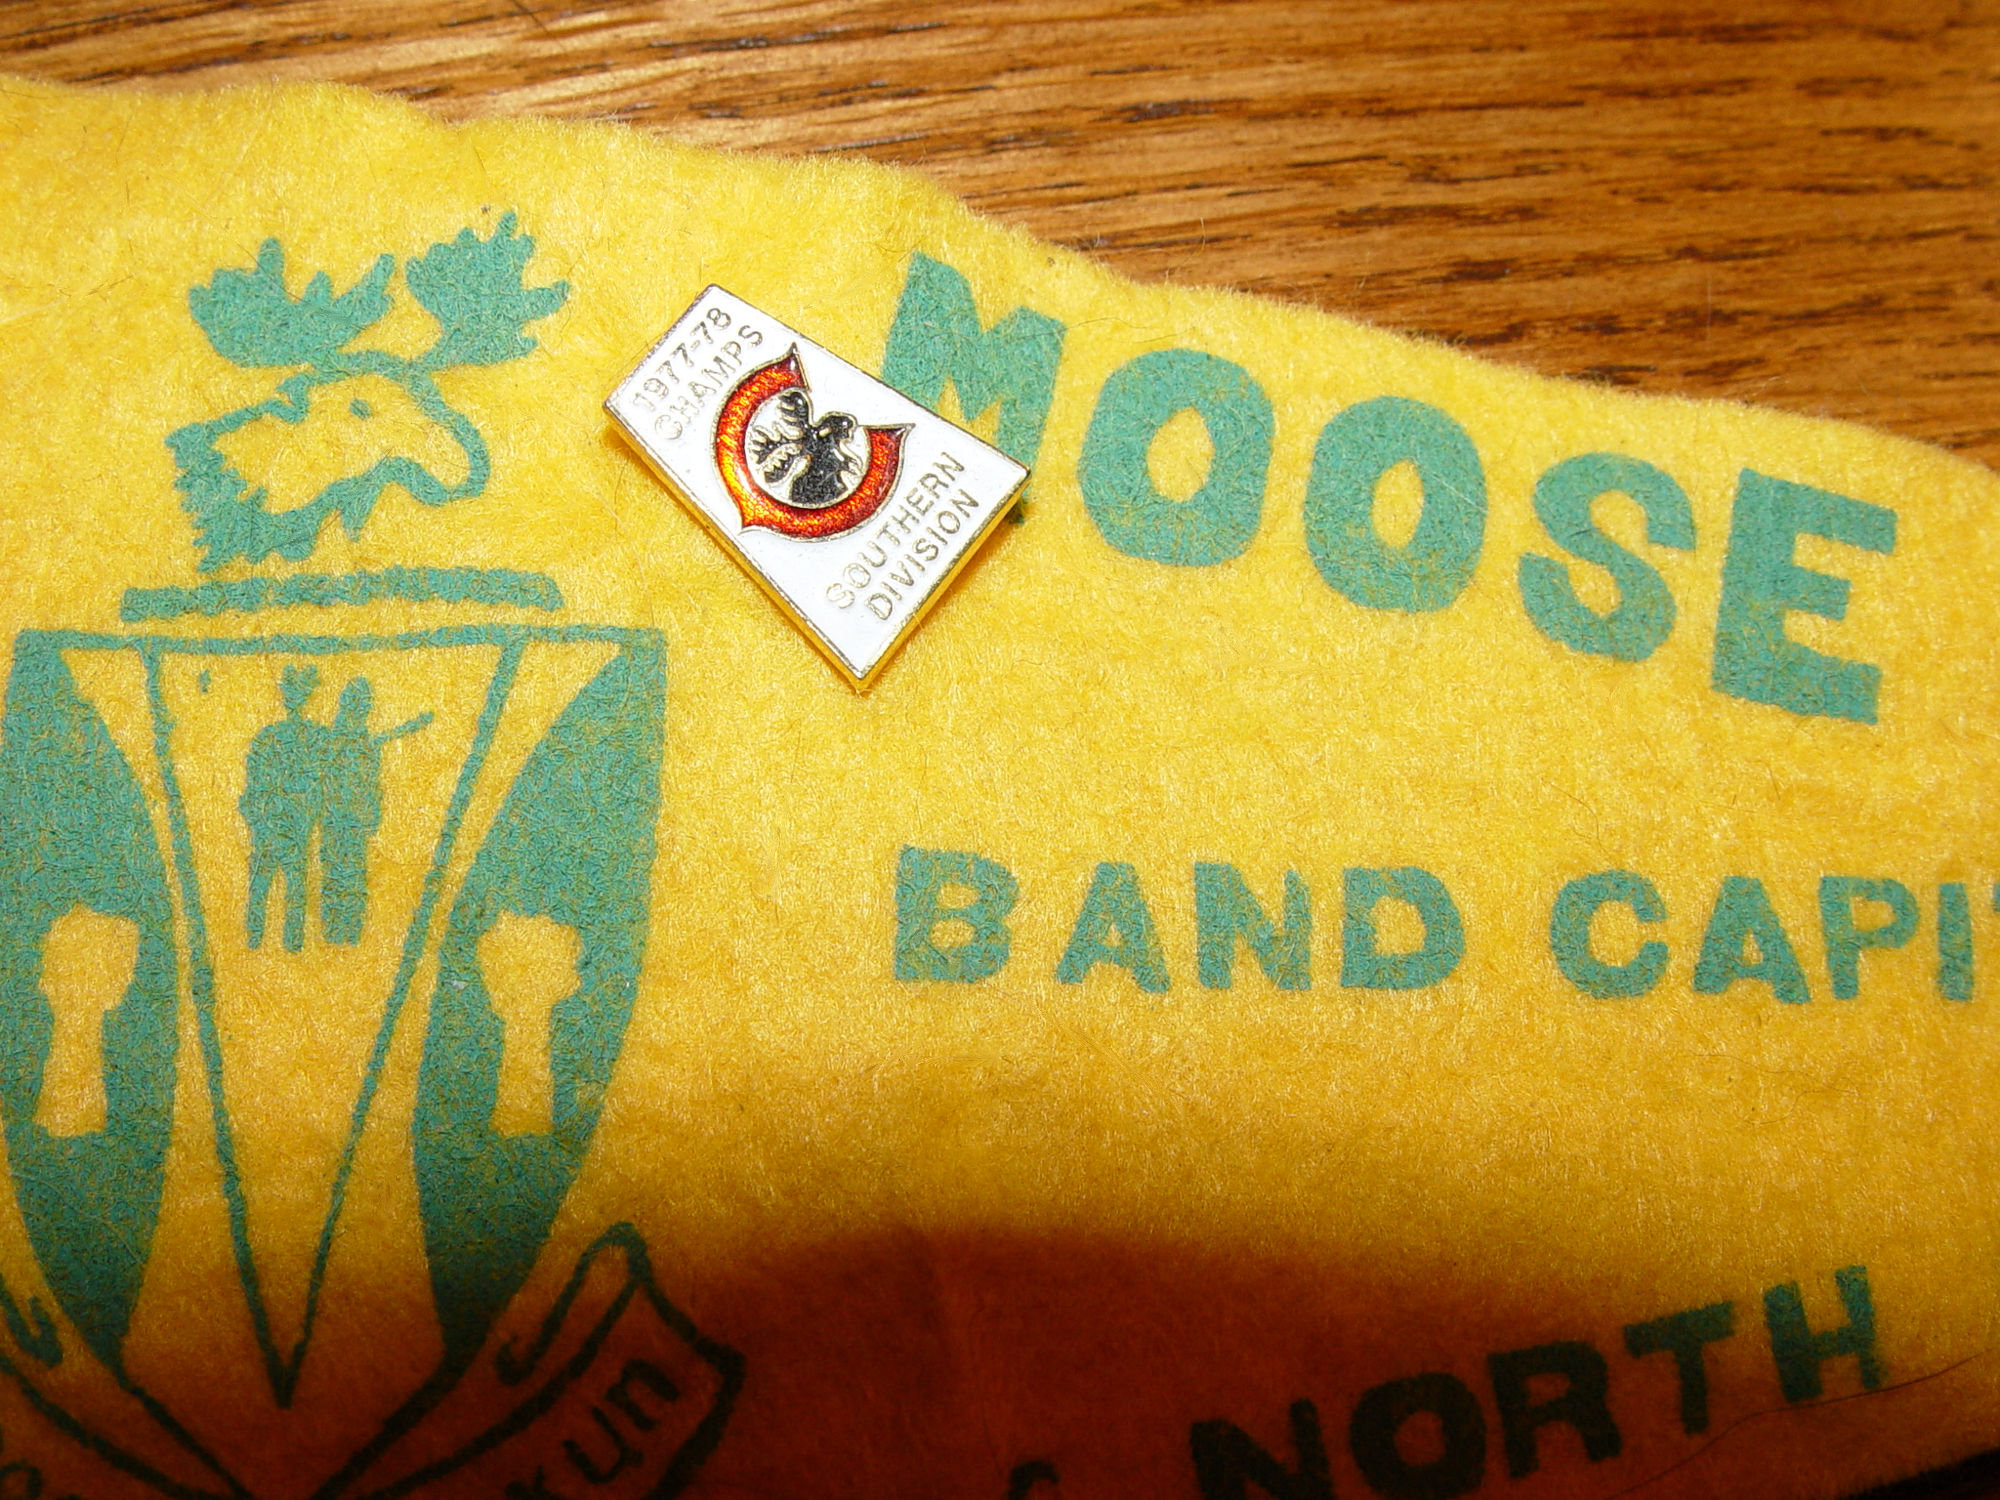 1977-78
CHAMPS
SOUTHERN
DIVISION
MOOSE
BAND CAPI
NORTH